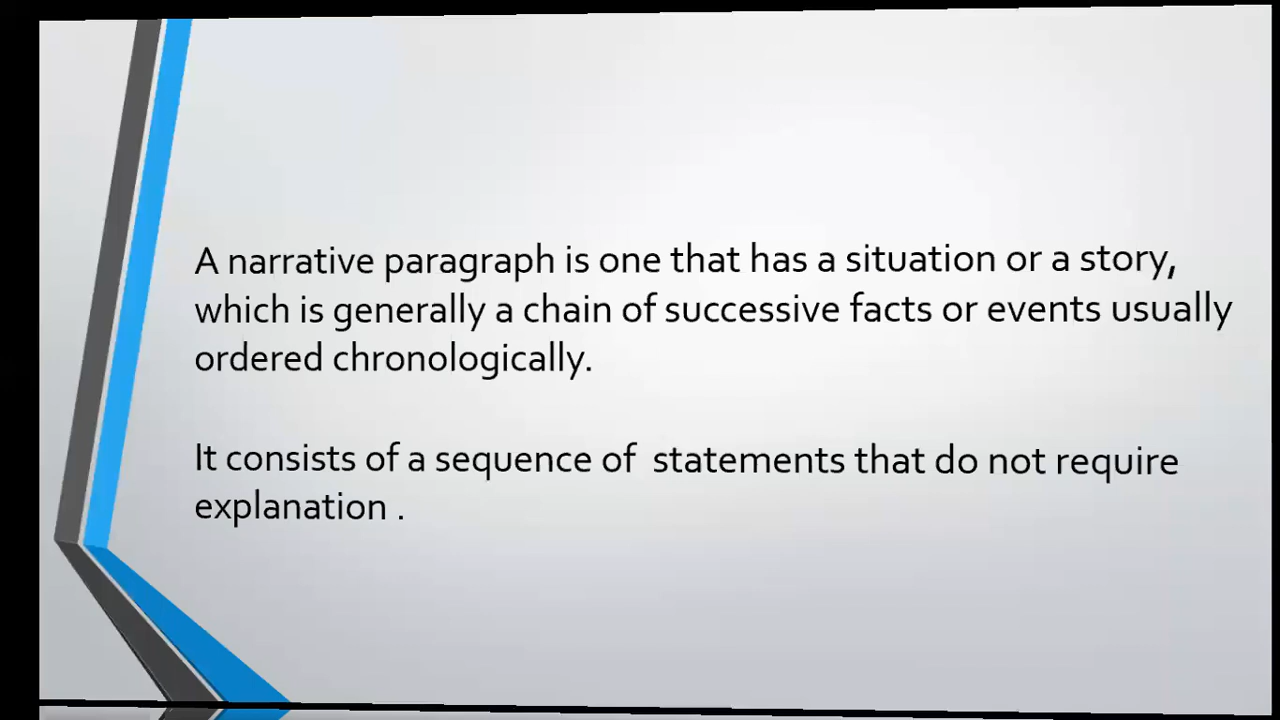 A narrative paragraph is one that has a situation or a story,
which is generally a chain of successive facts or events usually
ordered chronologically.
It consists of a sequence of statements that do not require
explanation .